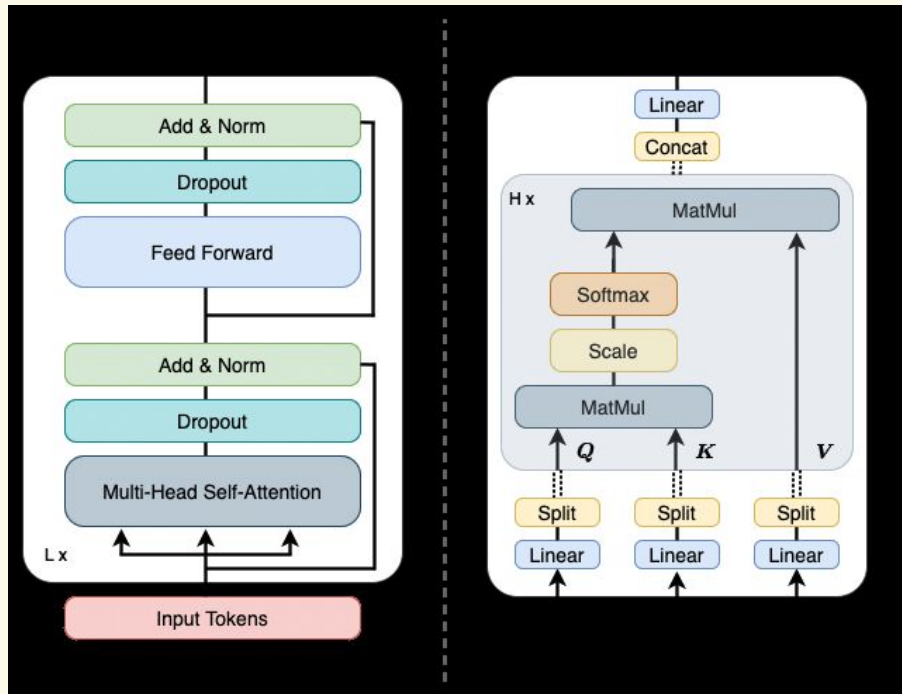 Add & Norm
Dropout
Feed Forward
Add & Norm
Dropout
Multi-Head Self-Attention
L x
Input Tokens
Linear
Concat
H x
MatMul
Softmax
Scale
MatMul
Q K V
Split Split Split
Linear Linear Linear